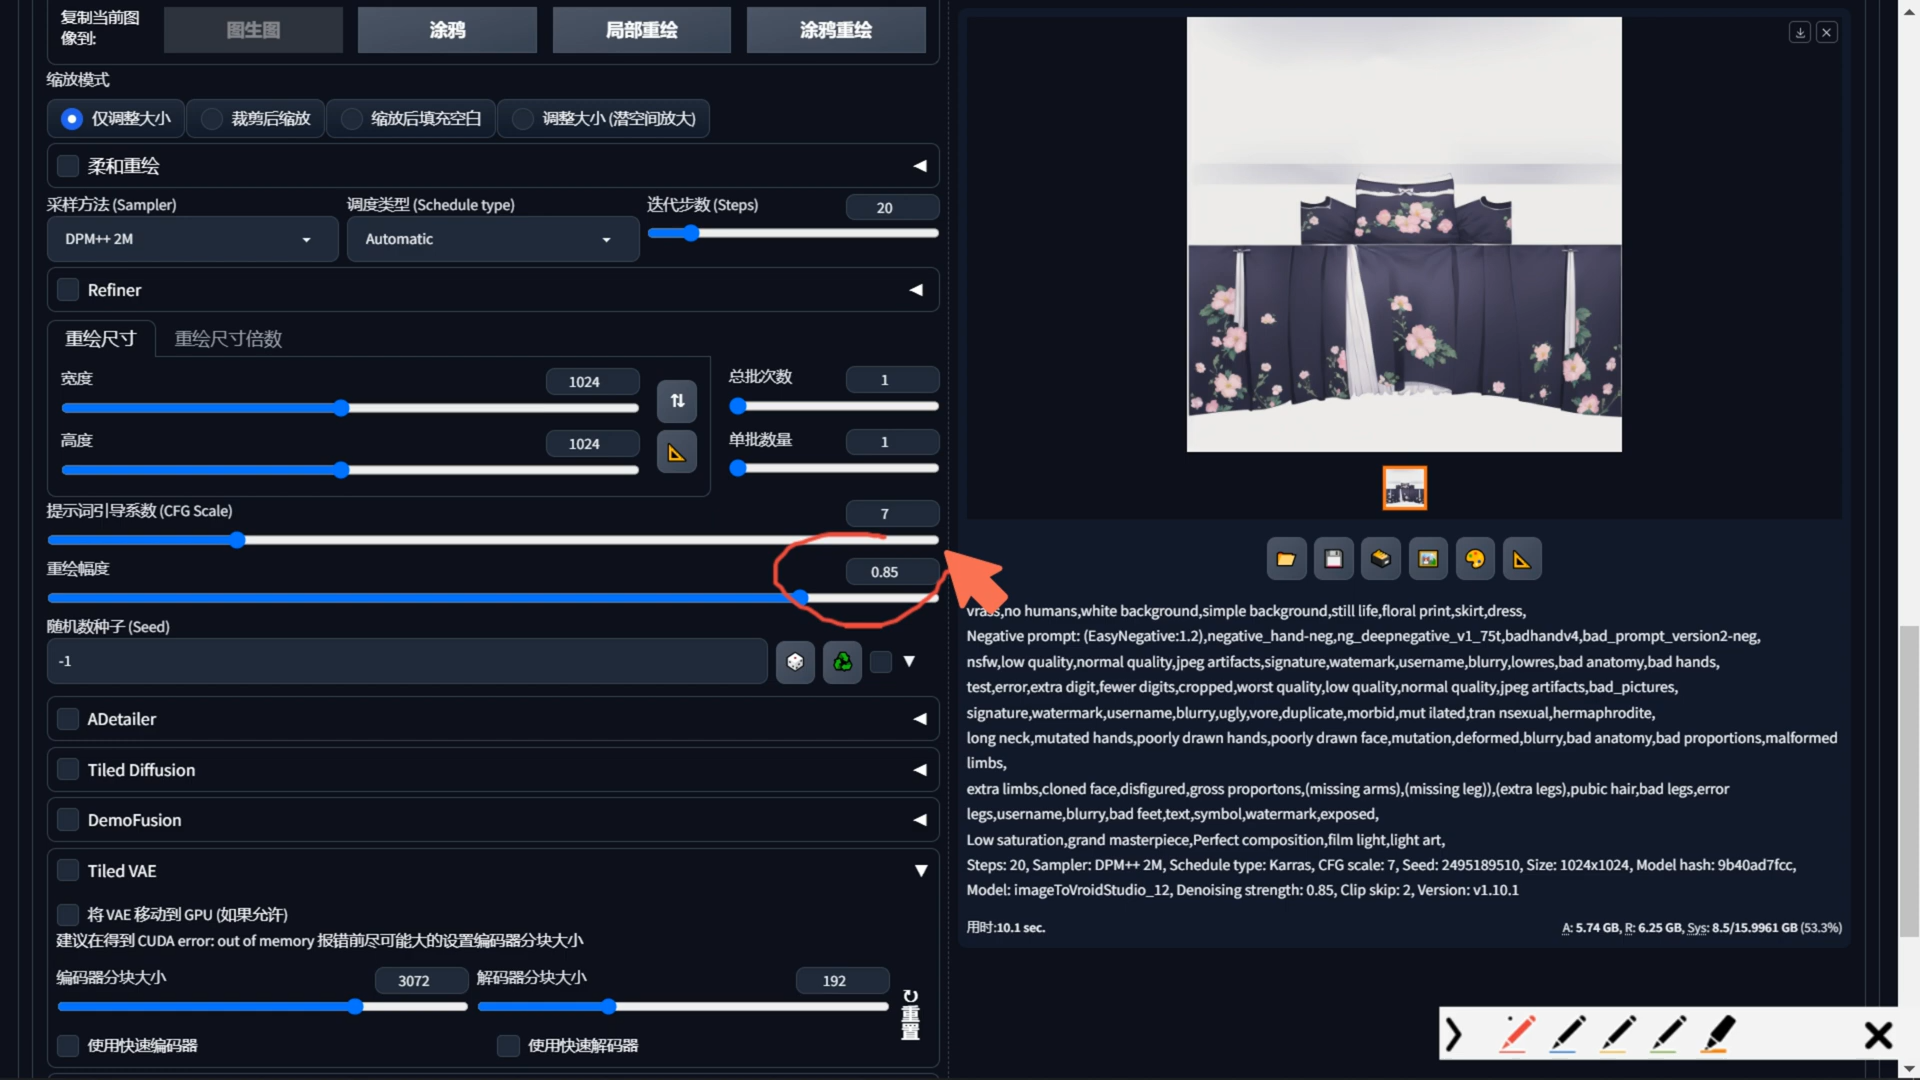 复制当前图
像到:
图生图
涂鸦
局部重绘
涂鸦重绘
缩放模式
仅调整大小
裁剪后缩放
缩放后填充空白
调整大小 (潜空间放大)
柔和重绘
采样方法 (Sampler)
调度类型 (Schedule type)
迭代步数 (Steps)
20
DPM++ 2M
Automatic
Refiner
重绘尺寸
重绘尺寸倍数
宽度
1024
总批次数
1
高度
1024
单批数量
1
提示词引导系数 (CFG Scale)
7
重绘幅度
0.85
随机数种子 (Seed)
-1
ADetailer
Tiled Diffusion
DemoFusion
Tiled VAE
将 VAE 移动到 GPU (如果允许)
建议在得到 CUDA error: out of memory 报错前尽可能大的设置编码器分块大小
编码器分块大小
3072
解码器分块大小
192
↻重置
使用快速编码器
使用快速解码器
vrass,no humans,white background,simple background,still life,floral print,skirt,dress,
Negative prompt: (EasyNegative:1.2),negative_hand-neg,ng_deepnegative_v1_75t,badhandv4,bad_prompt_version2-neg,
nsfw,low quality,normal quality,jpeg artifacts,signature,watemark,username,blurry,lowres,bad anatomy,bad hands,
test,error,extra digit,fewer digits,cropped,worst quality,low quality,normal quality,jpeg artifacts,bad_pictures,
signature,watermark,username,blurry,ugly,vore,duplicate,morbid,mut ilated,tran nsexual,hermaphrodite,
long neck,mutated hands,poorly drawn hands,poorly drawn face,mutation,deformed,blurry,bad anatomy,bad proportions,malformed
limbs,
extra limbs,cloned face,disfigured,gross proportons,(missing arms),(missing leg)),(extra legs),pubic hair,bad legs,error
legs,username,blurry,bad feet,text,symbol,watermark,exposed,
Low saturation,grand masterpiece,Perfect composition,film light,light art,
Steps: 20, Sampler: DPM++ 2M, Schedule type: Karras, CFG scale: 7, Seed: 2495189510, Size: 1024x1024, Model hash: 9b40ad7fcc,
Model: imageToVroidStudio_12, Denoising strength: 0.85, Clip skip: 2, Version: v1.10.1
用时:10.1 sec.
A: 5.74 GB, R: 6.25 GB, Sys: 8.5/15.9961 GB (53.3%)